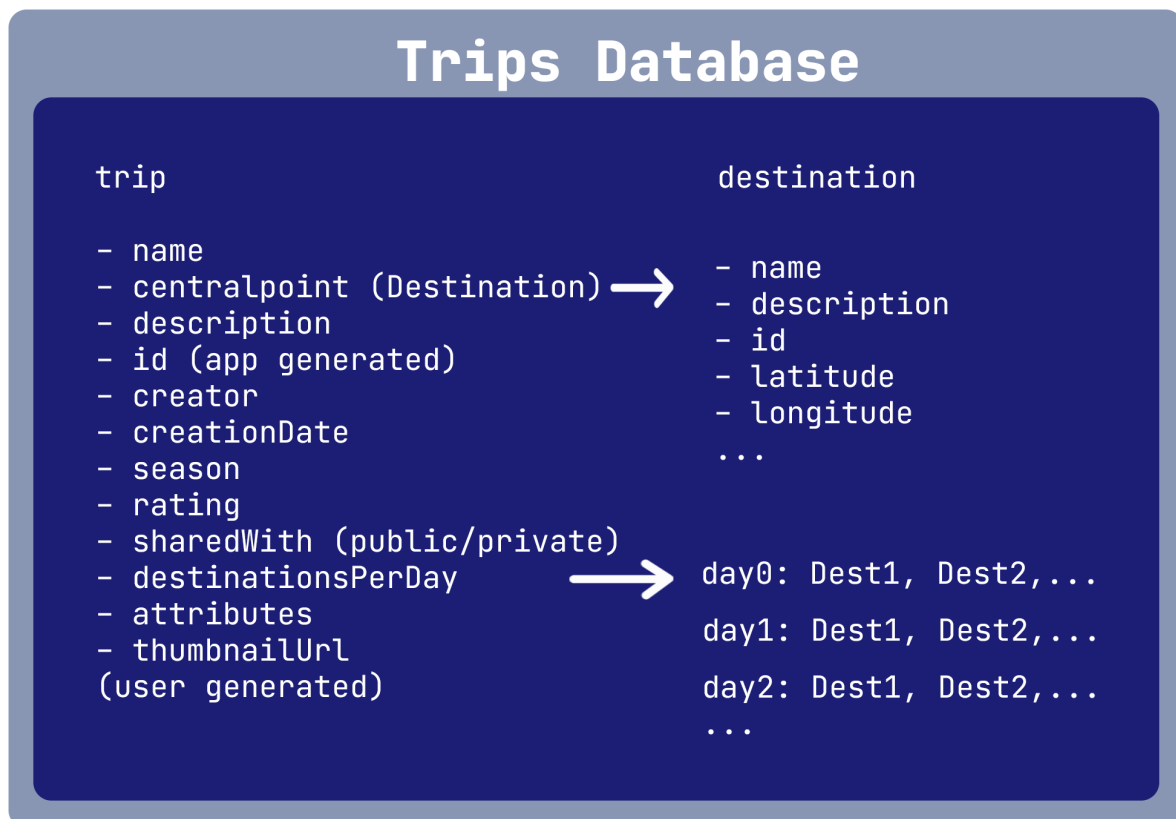 Trips Database
trip
- name
- centralpoint (Destination)
- description
- id (app generated)
- creator
- creationDate
- season
- rating
- sharedWith (public/private)
- destinationsPerDay
- attributes
- thumbnailUrl
(user generated)
destination
- name
- description
- id
- latitude
- longitude
...
day0: Dest1, Dest2,...
day1: Dest1, Dest2,...
day2: Dest1, Dest2,...
...